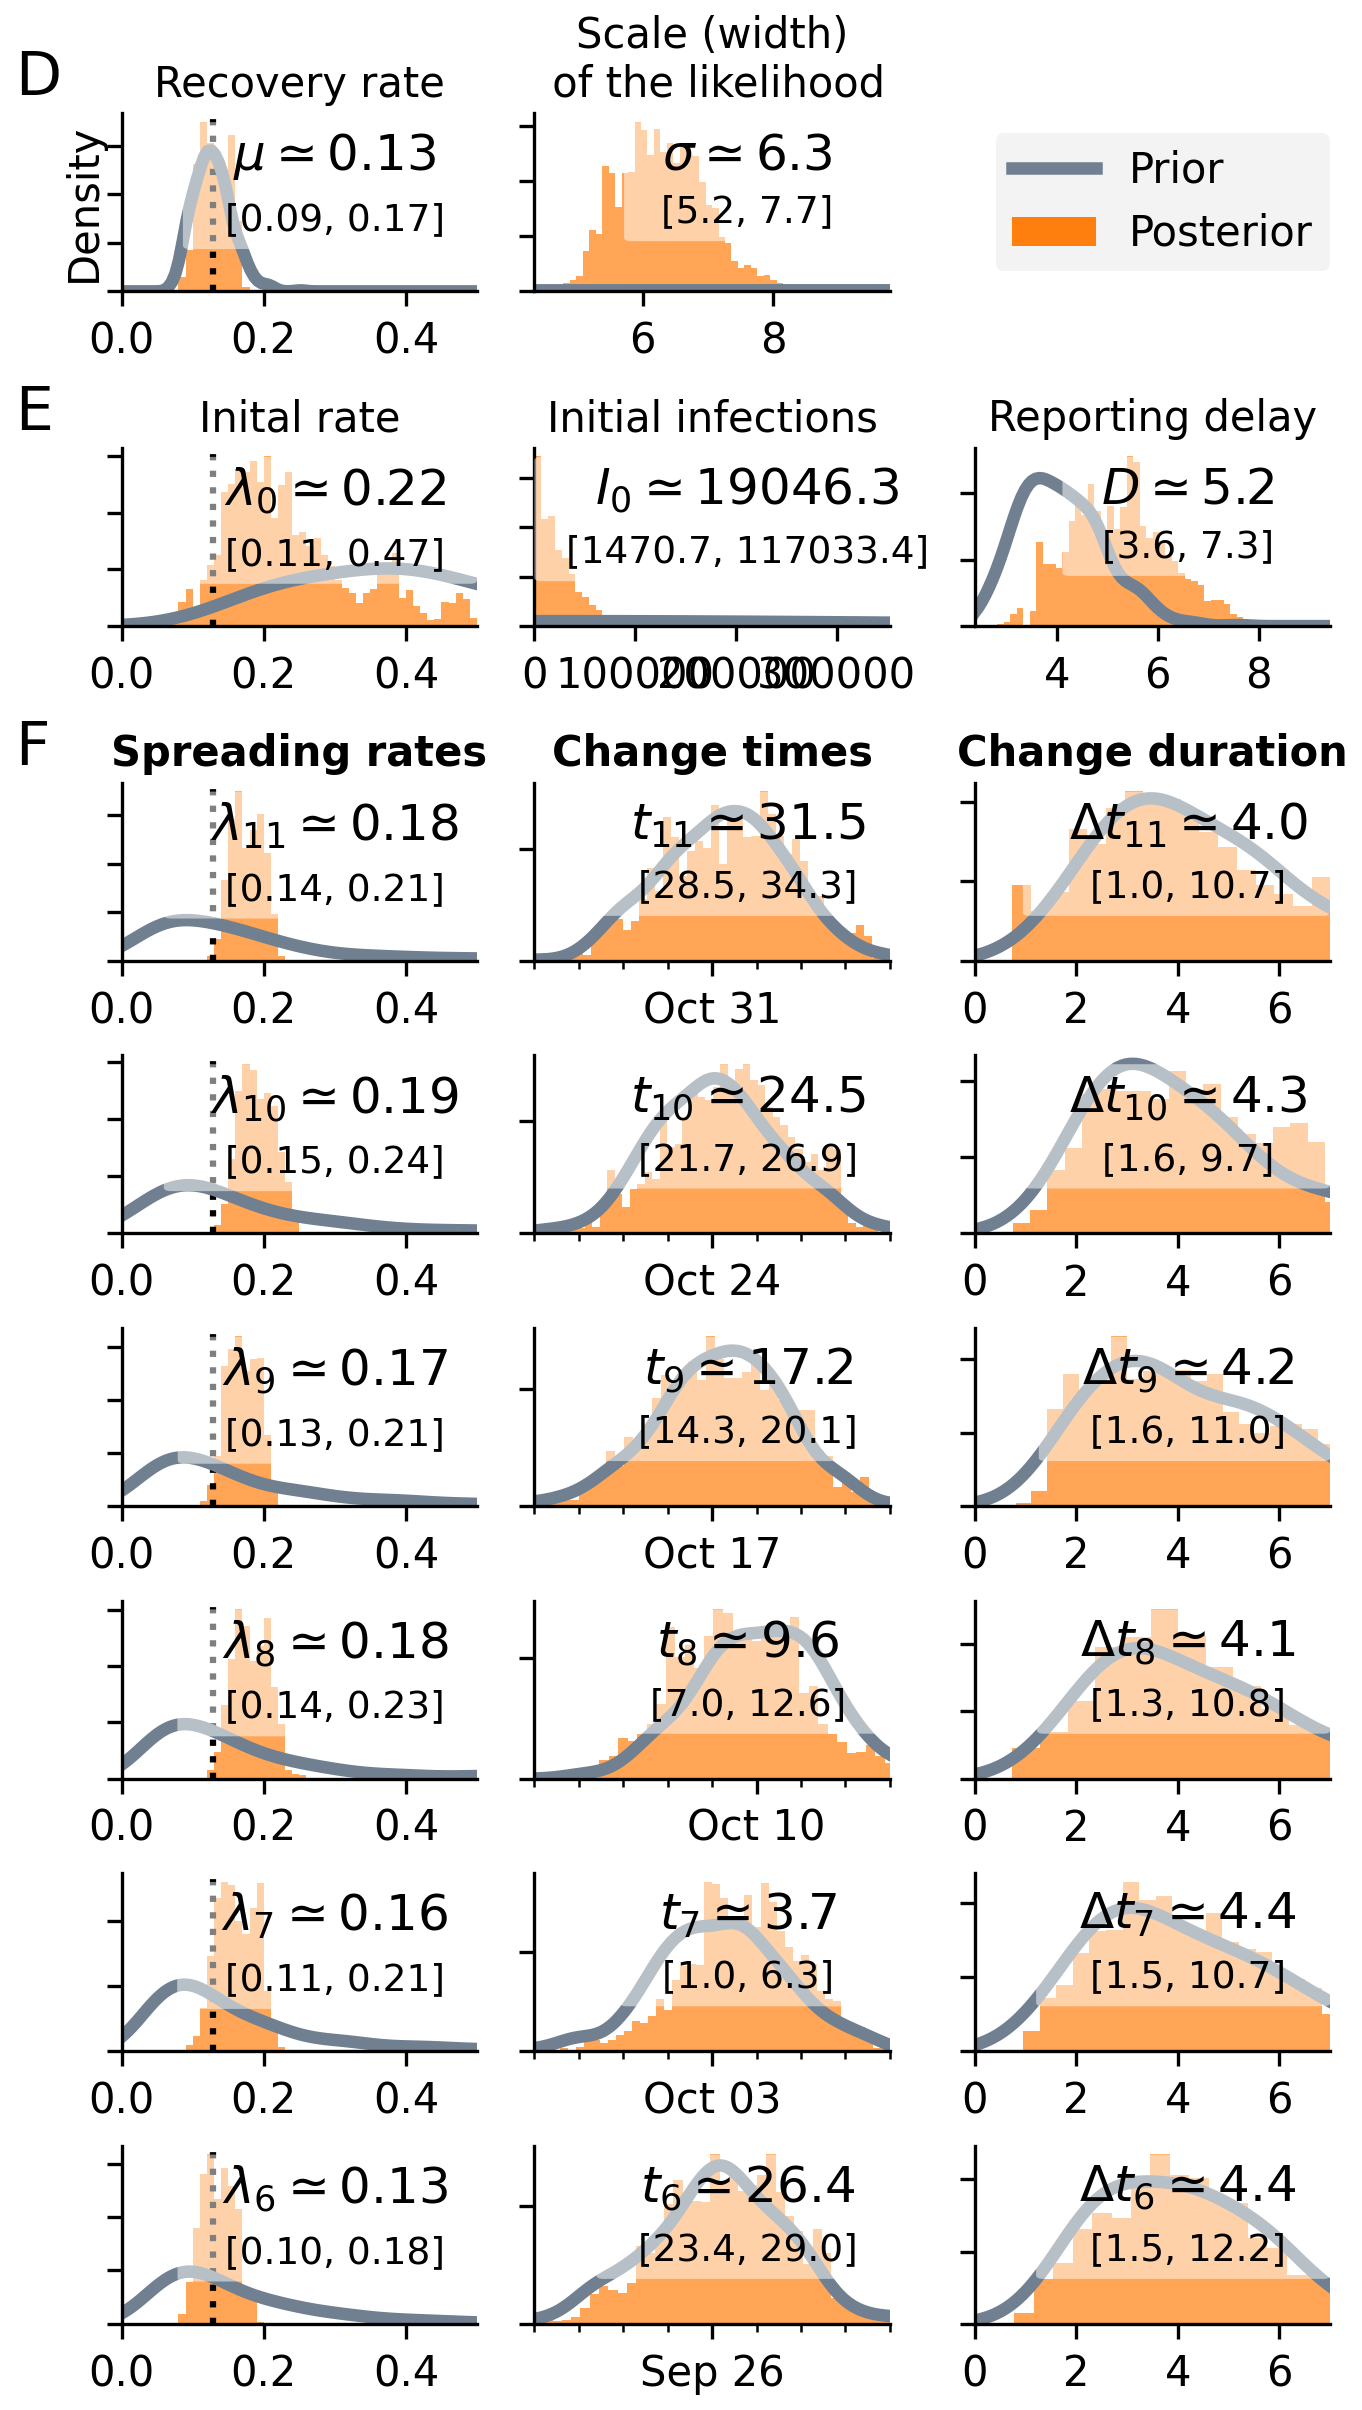 D
Recovery rate
Scale (width)
of the likelihood
Density
μ ≃ 0.13
[0.09, 0.17]
σ ≃ 6.3
[5.2, 7.7]
Prior
Posterior
0.0 0.2 0.4
6 8
E
Inital rate
Initial infections
Reporting delay
λ0 ≃ 0.22
[0.11, 0.47]
I0 ≃ 19046.3
[1470.7, 117033.4]
D ≃ 5.2
[3.6, 7.3]
0.0 0.2 0.4
0 100000 200000 300000
4 6 8
F
Spreading rates
Change times
Change duration
λ11 ≃ 0.18
[0.14, 0.21]
t11 ≃ 31.5
[28.5, 34.3]
Δt11 ≃ 4.0
[1.0, 10.7]
0.0 0.2 0.4
Oct 31
0 2 4 6
λ10 ≃ 0.19
[0.15, 0.24]
t10 ≃ 24.5
[21.7, 26.9]
Δt10 ≃ 4.3
[1.6, 9.7]
0.0 0.2 0.4
Oct 24
0 2 4 6
λ9 ≃ 0.17
[0.13, 0.21]
t9 ≃ 17.2
[14.3, 20.1]
Δt9 ≃ 4.2
[1.6, 11.0]
0.0 0.2 0.4
Oct 17
0 2 4 6
λ8 ≃ 0.18
[0.14, 0.23]
t8 ≃ 9.6
[7.0, 12.6]
Δt8 ≃ 4.1
[1.3, 10.8]
0.0 0.2 0.4
Oct 10
0 2 4 6
λ7 ≃ 0.16
[0.11, 0.21]
t7 ≃ 3.7
[1.0, 6.3]
Δt7 ≃ 4.4
[1.5, 10.7]
0.0 0.2 0.4
Oct 03
0 2 4 6
λ6 ≃ 0.13
[0.10, 0.18]
t6 ≃ 26.4
[23.4, 29.0]
Δt6 ≃ 4.4
[1.5, 12.2]
0.0 0.2 0.4
Sep 26
0 2 4 6